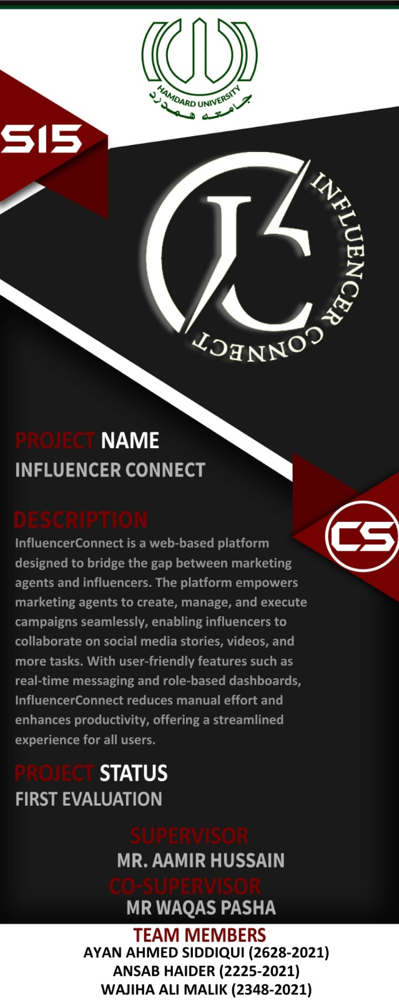 HAMDARD UNIVERSITY
جامعه همدرد
S15
INFLUENCER CONNECT
IC
PROJECT NAME
INFLUENCER CONNECT
CS
DESCRIPTION
InfluencerConnect is a web-based platform
designed to bridge the gap between marketing
agents and influencers. The platform empowers
marketing agents to create, manage, and execute
campaigns seamlessly, enabling influencers to
collaborate on social media stories, videos, and
more tasks. With user-friendly features such as
real-time messaging and role-based dashboards,
InfluencerConnect reduces manual effort and
enhances productivity, offering a streamlined
experience for all users.
PROJECT STATUS
FIRST EVALUATION
SUPERVISOR
MR. AAMIR HUSSAIN
CO-SUPERVISOR
MR WAQAS PASHA
TEAM MEMBERS
AYAN AHMED SIDDIQUI (2628-2021)
ANSAB HAIDER (2225-2021)
WAJIHA ALI MALIK (2348-2021)